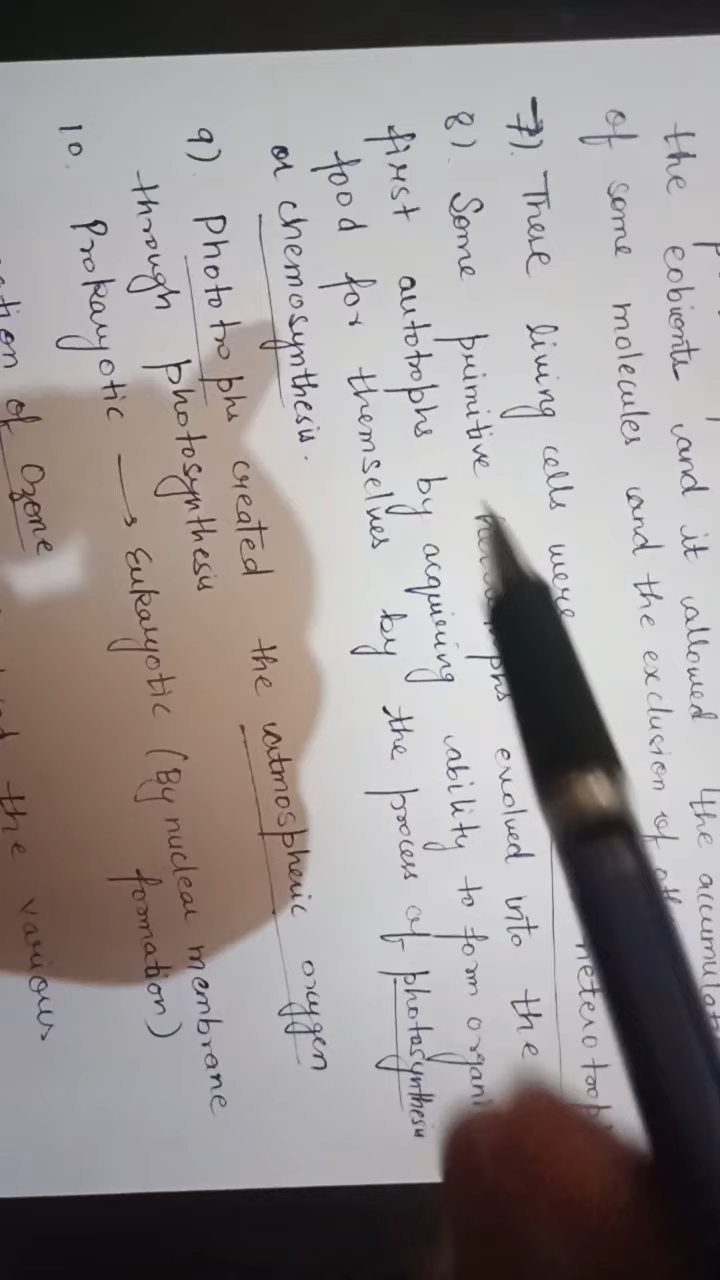 the eobionts and it allowed the accumulat
of some molecules and the exclusion of
7). These living cells were heterotrop
8). Some primitive evolved into the
first autotrophs by acquiering ability to form organi
food for themselves by the process of photosynthesis
or chemosynthesis.
9). Phototrophs created the atmospheric oxygen
through photosynthesis
10. Prokaryotic → Eukaryotic (By nuclear membrane
formation)
of Ozone
the various